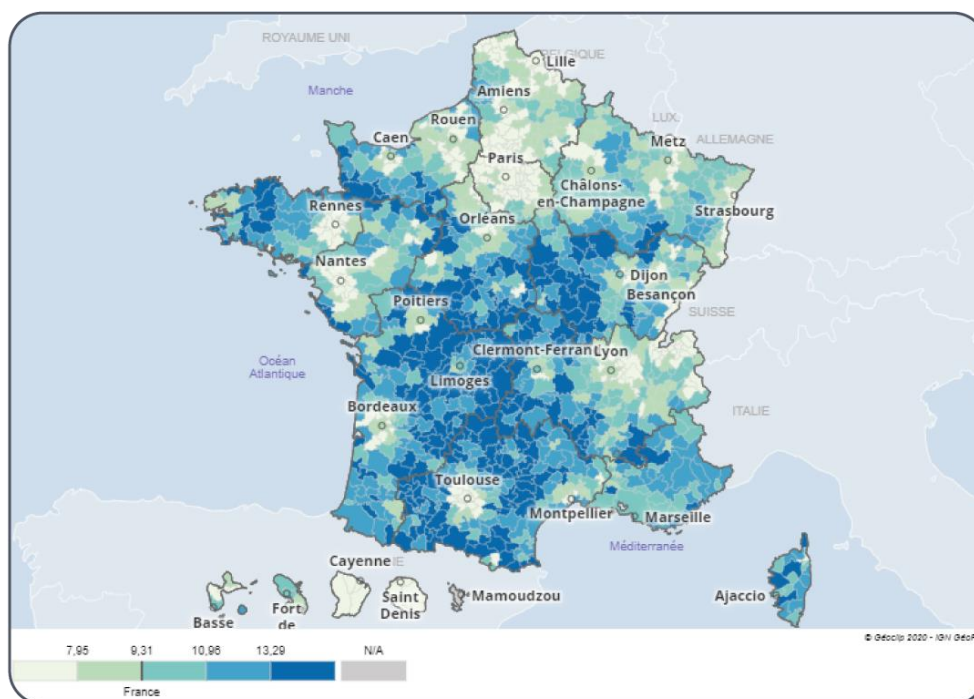 ROYAUME UNI
BELGIQUE
Lille
Manche
Amiens
LUX.
Rouen
ALLEMAGNE
Caen
Metz
Paris
Châlons-
en-Champagne
Rennes
Strasbourg
Orléans
Nantes
Dijon
Besançon
Poitiers
SUISSE
Clermont-Ferran
Lyon
Océan
Atlantique
Limoges
ITALIE
Bordeaux
Toulouse
Montpellier
Marseille
Méditerranée
Cayenne
IE
Saint
Denis
Mamoudzou
Ajaccio
Fort
de
Basse
© Géoclip 2020 - IGN GéoF
7,95 9,31 10,96 13,29 N/A
France